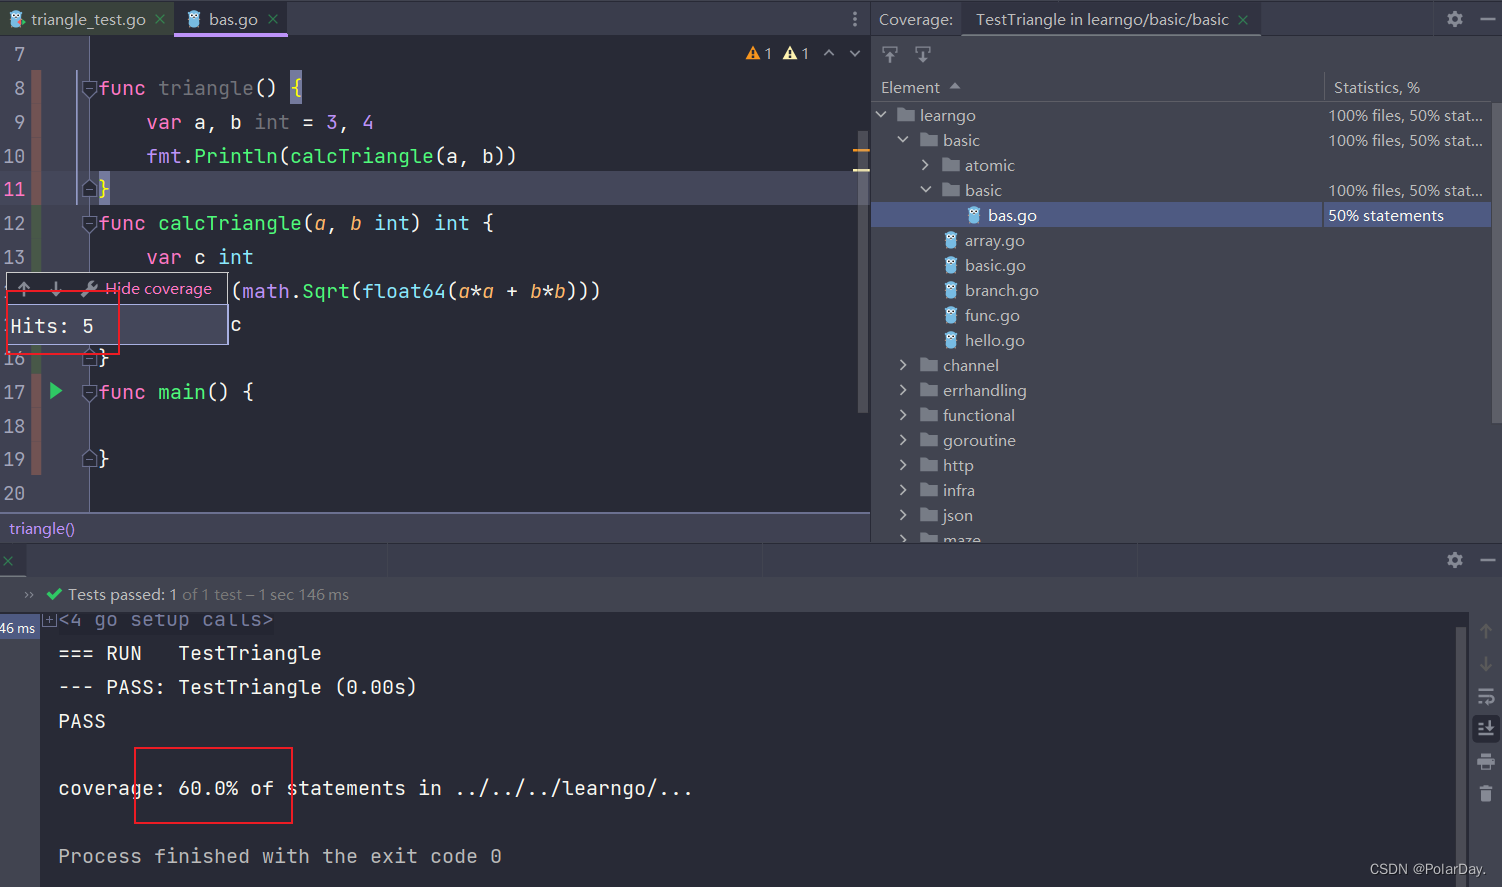 triangle_test.go × bas.go ×
7
1 1
8 func triangle() {
9 var a, b int = 3, 4
10 fmt.Println(calcTriangle(a, b))
11 }
12 func calcTriangle(a, b int) int {
13 var c int
Hide coverage
(math.Sqrt(float64(a*a + b*b)))
Hits: 5
c
16 }
17 func main() {
18
19 }
20
triangle()
Coverage: TestTriangle in learngo/basic/basic ×
Element Statistics, %
learngo 100% files, 50% stat...
basic 100% files, 50% stat...
atomic
basic 100% files, 50% stat...
bas.go 50% statements
array.go
basic.go
branch.go
func.go
hello.go
channel
errhandling
functional
goroutine
http
infra
json
maze
» Tests passed: 1 of 1 test – 1 sec 146 ms
46 ms
<4 go setup calls>
=== RUN TestTriangle
--- PASS: TestTriangle (0.00s)
PASS
coverage: 60.0% of statements in ../../../learngo/...
Process finished with the exit code 0
CSDN @PolarDay.